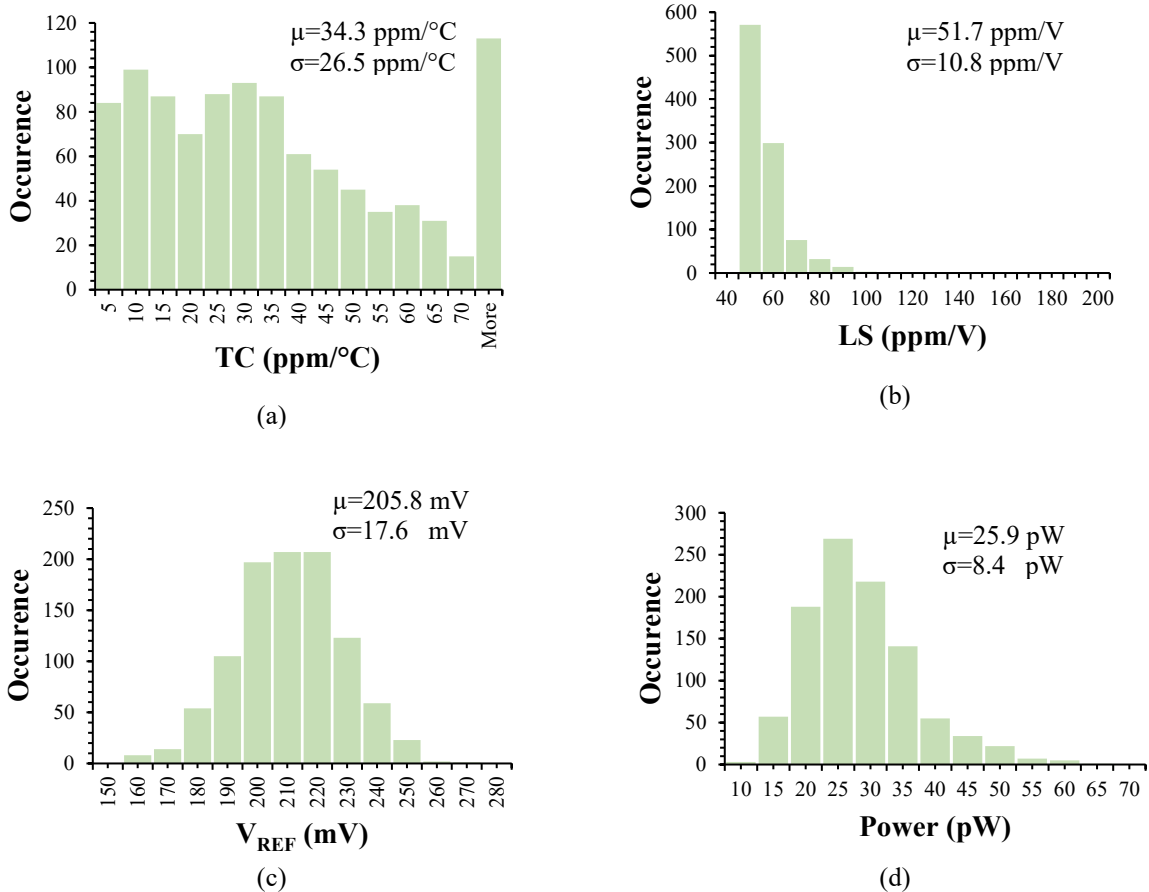 µ=34.3 ppm/°C
σ=26.5 ppm/°C
Occurence
120
100
80
60
40
20
0
5 10 15 20 25 30 35 40 45 50 55 60 65 70 More
TC (ppm/°C)
(a)
µ=51.7 ppm/V
σ=10.8 ppm/V
Occurence
600
500
400
300
200
100
0
40 60 80 100 120 140 160 180 200
LS (ppm/V)
(b)
µ=205.8 mV
σ=17.6 mV
Occurence
250
200
150
100
50
0
150 160 170 180 190 200 210 220 230 240 250 260 270 280
V_REF (mV)
(c)
µ=25.9 pW
σ=8.4 pW
Occurence
300
250
200
150
100
50
0
10 15 20 25 30 35 40 45 50 55 60 65 70
Power (pW)
(d)